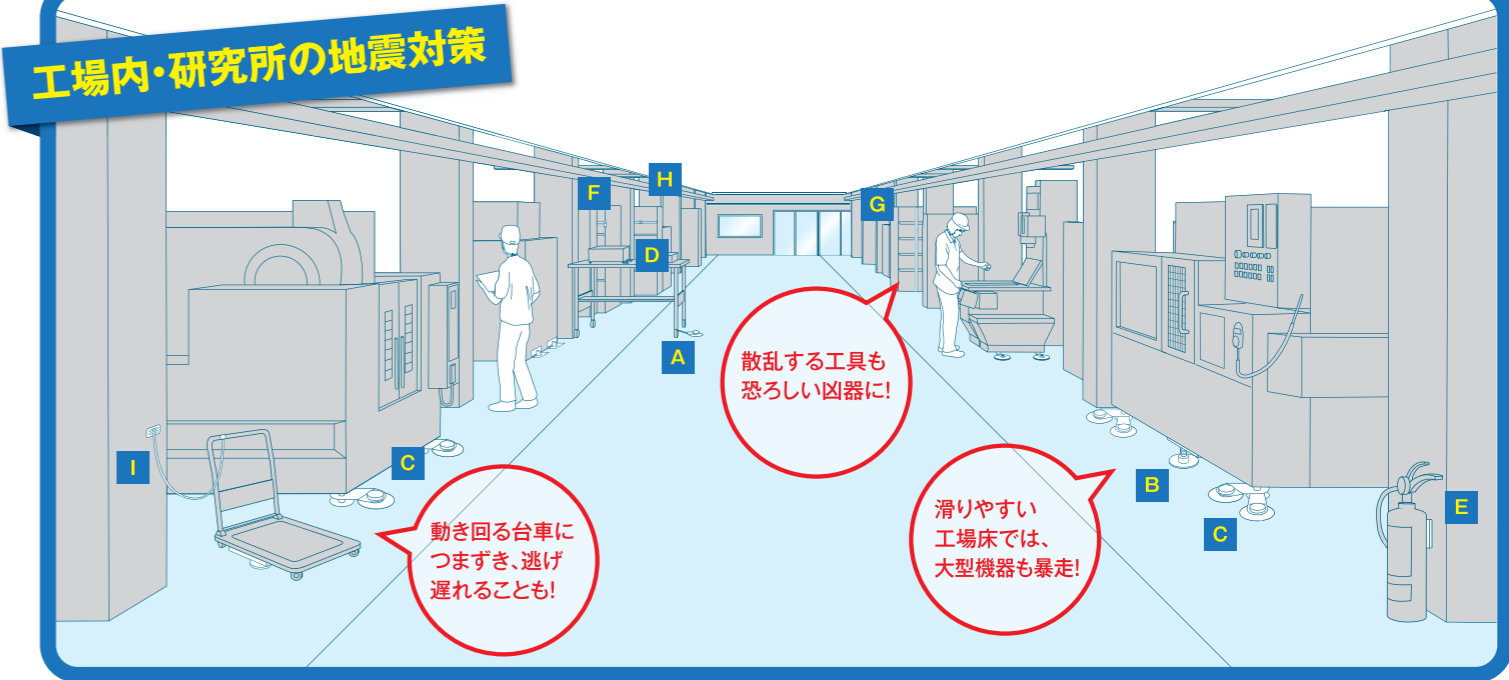 工場内・研究所の地震対策
F
H
G
D
A
散乱する工具も
恐ろしい凶器に!
I
C
動き回る台車に
つまずき、逃げ
遅れることも!
滑りやすい
工場床では、
大型機器も暴走!
B
C
E